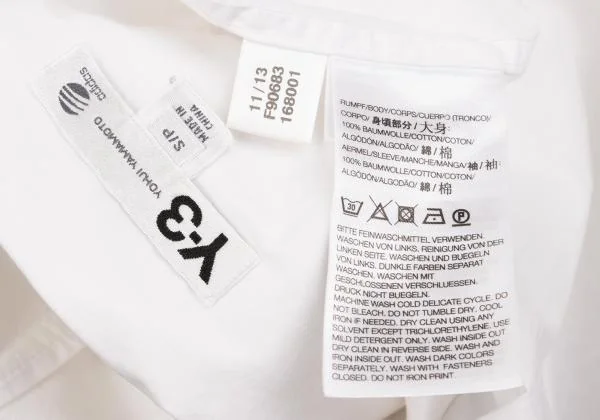 adidas
YOHJI YAMAMOTO
Y-3
S/P
MADE IN
CHINA
11/13
F90683
168001
RUMPF/BODY/CORPS/CUERPO (TRONCO)/
CORPO/身頃部分/大身:
100% BAUMWOLLE/COTTON/COTON/
ALGODÓN/ALGODÃO/ 綿/棉
AERMEL/SLEEVE/MANCHE/MANGA/袖/袖:
100% BAUMWOLLE/COTTON/COTON/
ALGODÓN/ALGODÃO/ 綿/棉
30 P
BITTE FEINWASCHMITTEL VERWENDEN.
WASCHEN VON LINKS. REINIGUNG VON DER
LINKEN SEITE. WASCHEN UND BUEGELN
VON LINKS. DUNKLE FARBEN SEPARAT
WASCHEN. WASCHEN MIT
GESCHLOSSENEN VERSCHLUESSEN.
DRUCK NICHT BUEGELN.
MACHINE WASH COLD DELICATE CYCLE. DO
NOT BLEACH. DO NOT TUMBLE DRY. COOL
IRON IF NEEDED. DRY CLEAN USING ANY
SOLVENT EXCEPT TRICHLORETHYLENE. USE
MILD DETERGENT ONLY. WASH INSIDE OUT
DRY CLEAN IN REVERSE SIDE. WASH AND
IRON INSIDE OUT. WASH DARK COLORS
SEPARATELY. WASH WITH FASTENERS
CLOSED. DO NOT IRON PRINT.